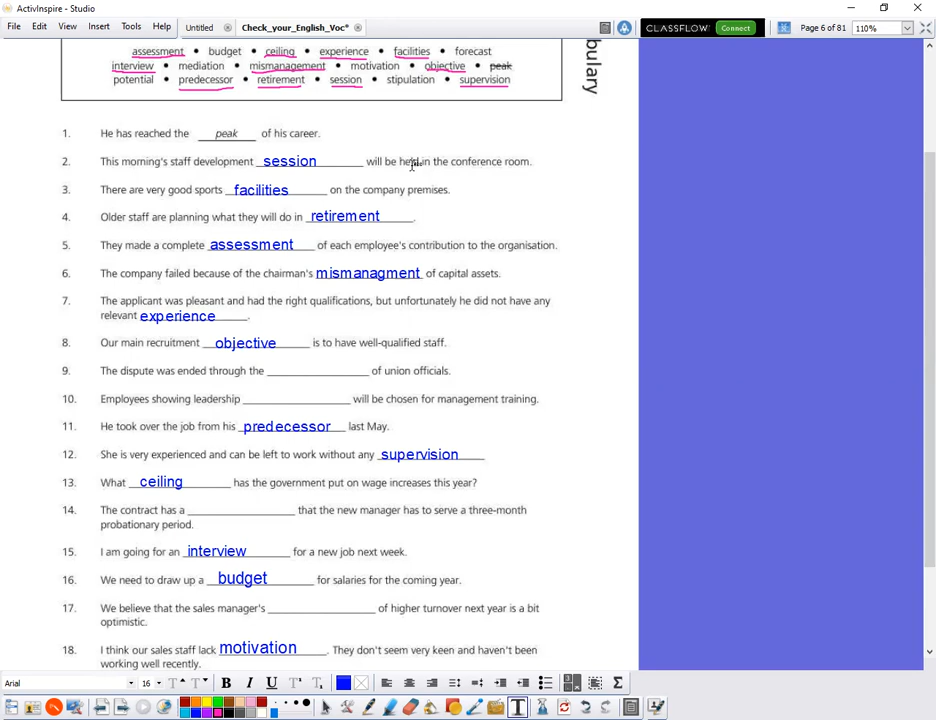 ActivInspire - Studio
File Edit View Insert Tools Help Untitled Check_your_English_Voc* CLASSFLOW Connect Page 6 of 81 110%
assessment • budget • ceiling • experience • facilities • forecast
interview • mediation • mismanagement • motivation • objective • peak
potential • predecessor • retirement • session • stipulation • supervision
bulary
1. He has reached the peak of his career.
2. This morning's staff development session will be held in the conference room.
3. There are very good sports facilities on the company premises.
4. Older staff are planning what they will do in retirement.
5. They made a complete assessment of each employee's contribution to the organisation.
6. The company failed because of the chairman's mismanagment of capital assets.
7. The applicant was pleasant and had the right qualifications, but unfortunately he did not have any
relevant experience.
8. Our main recruitment objective is to have well-qualified staff.
9. The dispute was ended through the ____________ of union officials.
10. Employees showing leadership ____________ will be chosen for management training.
11. He took over the job from his predecessor last May.
12. She is very experienced and can be left to work without any supervision
13. What ceiling has the government put on wage increases this year?
14. The contract has a ____________ that the new manager has to serve a three-month
probationary period.
15. I am going for an interview for a new job next week.
16. We need to draw up a budget for salaries for the coming year.
17. We believe that the sales manager's ____________ of higher turnover next year is a bit
optimistic.
18. I think our sales staff lack motivation. They don't seem very keen and haven't been
working well recently.
Arial 16 B I U